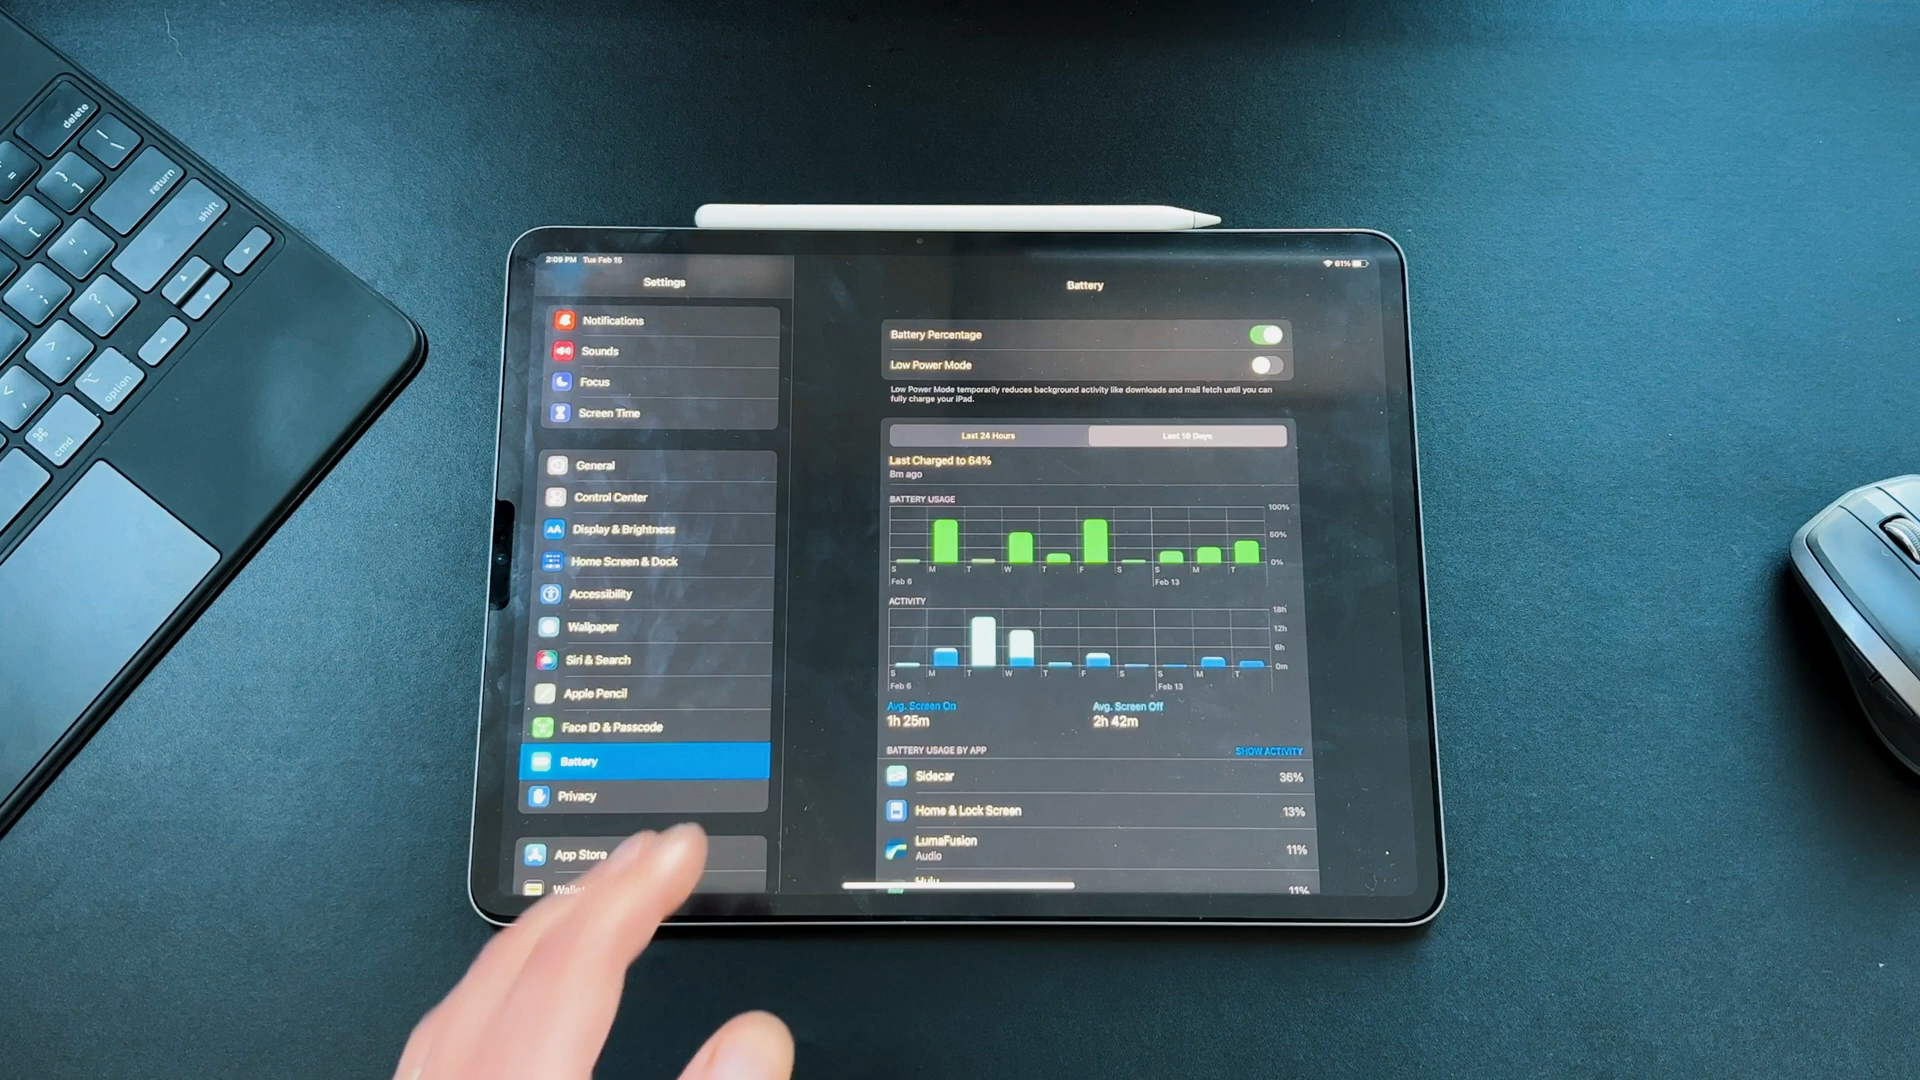 delete
return
shift
option
cmd
2:09 PM Tue Feb 15
61%
Settings
Notifications
Sounds
Focus
Screen Time
General
Control Center
Display & Brightness
Home Screen & Dock
Accessibility
Wallpaper
Siri & Search
Apple Pencil
Face ID & Passcode
Battery
Privacy
App Store
Wallet
Battery
Battery Percentage
Low Power Mode
Low Power Mode temporarily reduces background activity like downloads and mail fetch until you can
fully charge your iPad.
Last 24 Hours Last 10 Days
Last Charged to 64%
8m ago
BATTERY USAGE
100%
50%
0%
S M T W T F S S M T
Feb 6 Feb 13
ACTIVITY
18h
12h
6h
0m
S M T W T F S S M T
Feb 6 Feb 13
Avg. Screen On Avg. Screen Off
1h 25m 2h 42m
BATTERY USAGE BY APP SHOW ACTIVITY
Sidecar 36%
Home & Lock Screen 13%
LumaFusion 11%
Audio
Hulu 11%